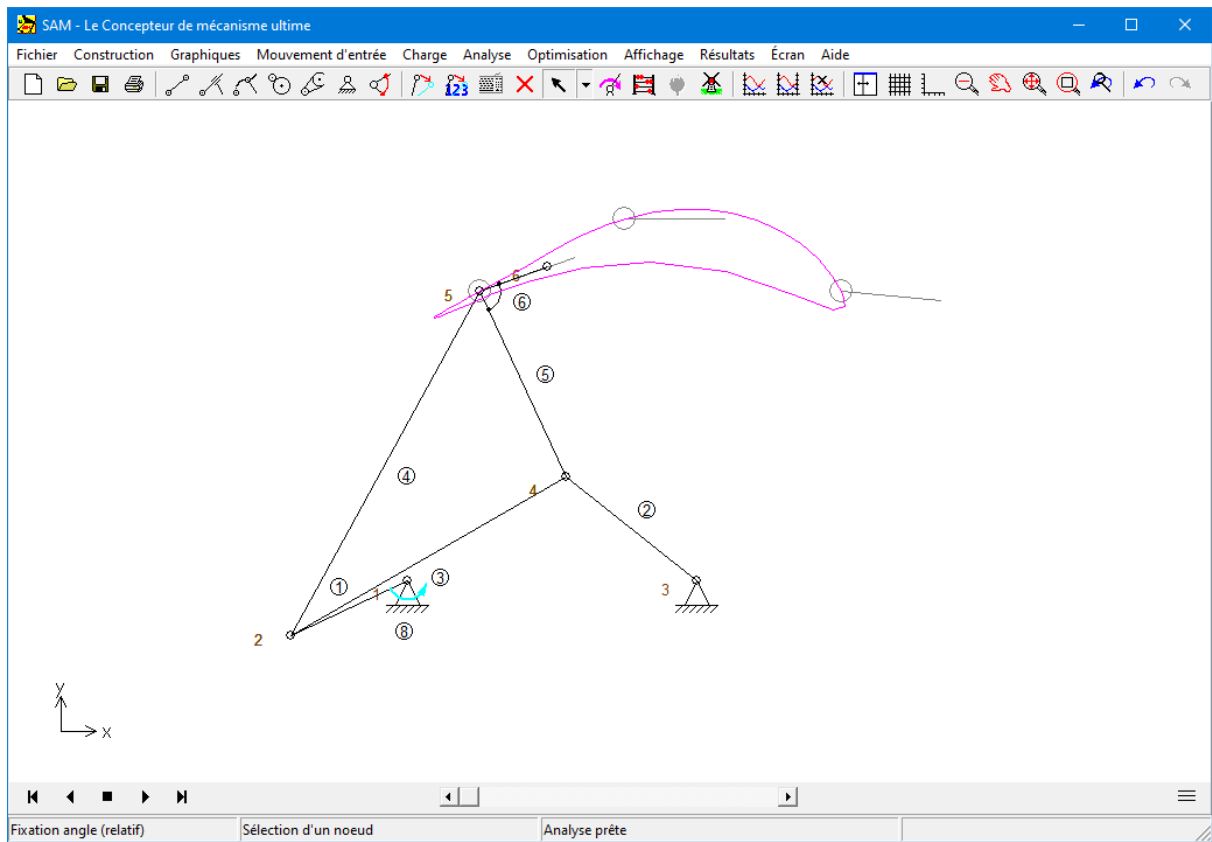 SAM - Le Concepteur de mécanisme ultime
Fichier Construction Graphiques Mouvement d'entrée Charge Analyse Optimisation Affichage Résultats Écran Aide
123
6
5
⑥
⑤
④
4
②
①
1
③
3
⑧
2
y
x
Fixation angle (relatif) Sélection d'un noeud Analyse prête